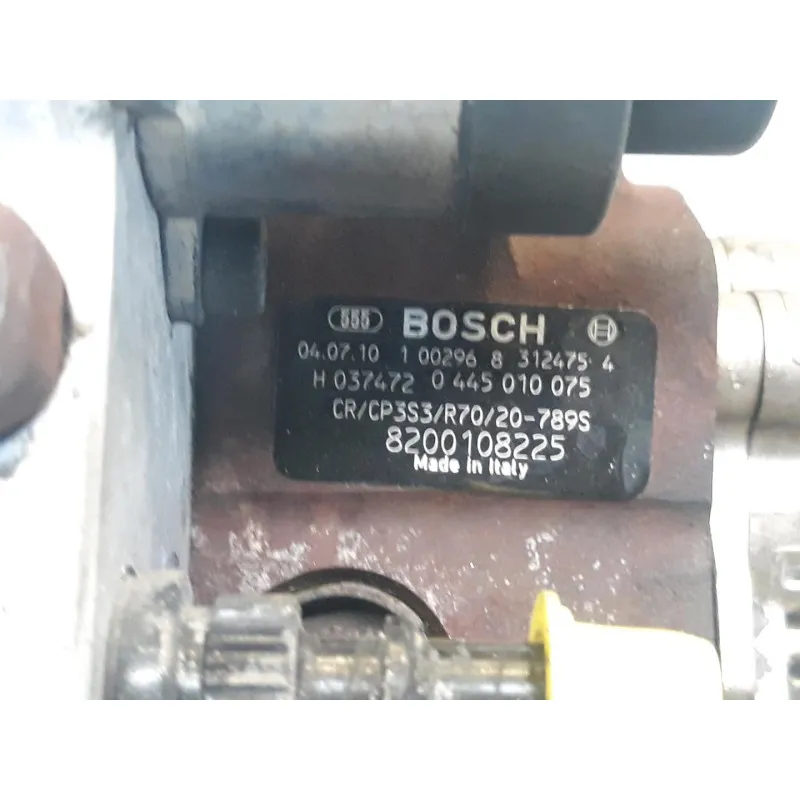 555 BOSCH
04.07.10 1 00296 8 312475 4
H 037472 0 445 010 075
CR/CP3S3/R70/20-789S
8200108225
Made in Italy